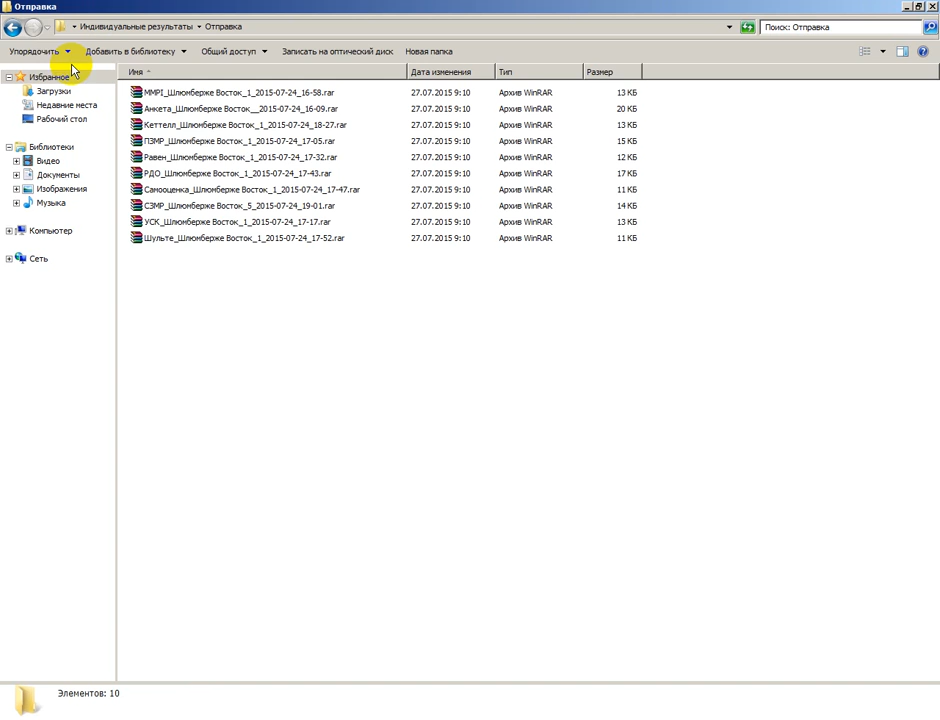 Отправка
Индивидуальные результаты Отправка
Поиск: Отправка
Упорядочить Добавить в библиотеку Общий доступ Записать на оптический диск Новая папка
Имя Дата изменения Тип Размер
Избранное
Загрузки
Недавние места
Рабочий стол
Библиотеки
Видео
Документы
Изображения
Музыка
Компьютер
Сеть
MMPI_Шлюмберже Восток_1_2015-07-24_16-58.rar 27.07.2015 9:10 Архив WinRAR 13 КБ
Анкета_Шлюмберже Восток__2015-07-24_16-09.rar 27.07.2015 9:10 Архив WinRAR 20 КБ
Кеттелл_Шлюмберже Восток_1_2015-07-24_18-27.rar 27.07.2015 9:10 Архив WinRAR 13 КБ
ПЗМР_Шлюмберже Восток_1_2015-07-24_17-05.rar 27.07.2015 9:10 Архив WinRAR 15 КБ
Равен_Шлюмберже Восток_1_2015-07-24_17-32.rar 27.07.2015 9:10 Архив WinRAR 12 КБ
РДО_Шлюмберже Восток_1_2015-07-24_17-43.rar 27.07.2015 9:10 Архив WinRAR 17 КБ
Самооценка_Шлюмберже Восток_1_2015-07-24_17-47.rar 27.07.2015 9:10 Архив WinRAR 11 КБ
СЗМР_Шлюмберже Восток_5_2015-07-24_19-01.rar 27.07.2015 9:10 Архив WinRAR 14 КБ
УСК_Шлюмберже Восток_1_2015-07-24_17-17.rar 27.07.2015 9:10 Архив WinRAR 13 КБ
Шульте_Шлюмберже Восток_1_2015-07-24_17-52.rar 27.07.2015 9:10 Архив WinRAR 11 КБ
Элементов: 10